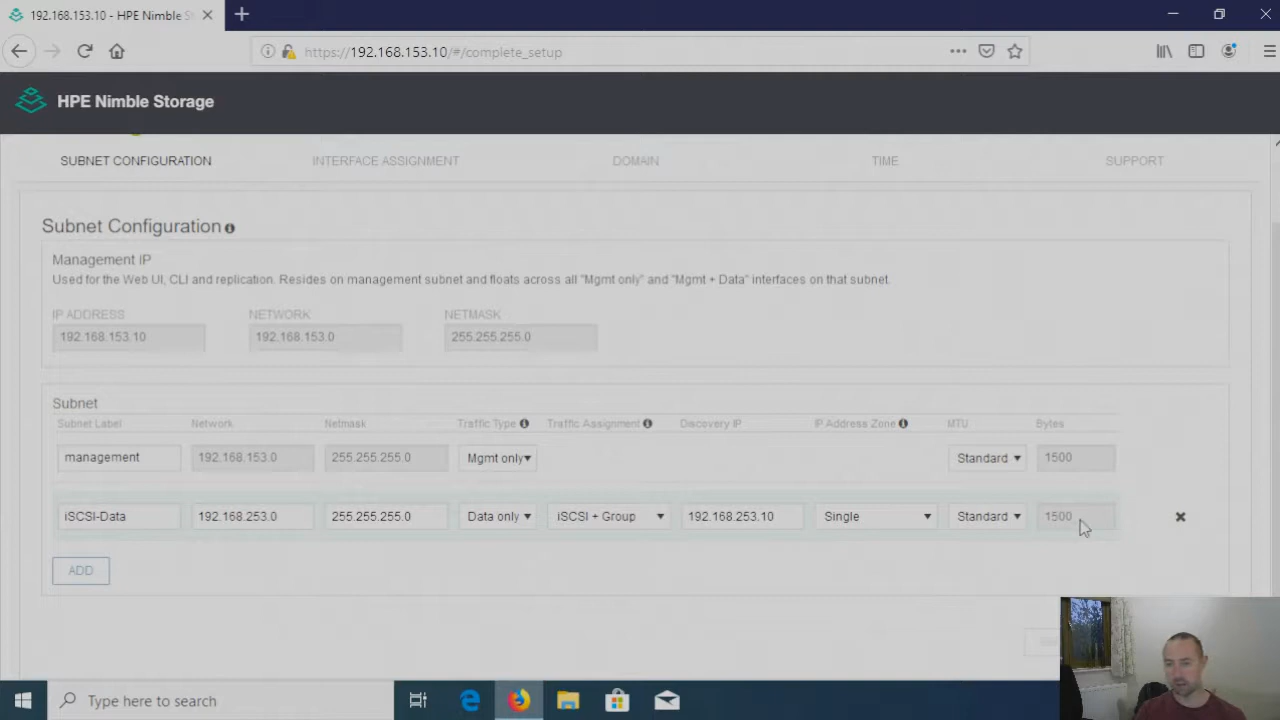 192.168.153.10 - HPE Nimble S
https://192.168.153.10/#/complete_setup
HPE Nimble Storage
SUBNET CONFIGURATION INTERFACE ASSIGNMENT DOMAIN TIME SUPPORT
Subnet Configuration
Management IP
Used for the Web UI, CLI and replication. Resides on management subnet and floats across all "Mgmt only" and "Mgmt + Data" interfaces on that subnet.
IP ADDRESS NETWORK NETMASK
192.168.153.10 192.168.153.0 255.255.255.0
Subnet
Subnet Label Network Netmask Traffic Type Traffic Assignment Discovery IP IP Address Zone MTU Bytes
management 192.168.153.0 255.255.255.0 Mgmt only Standard 1500
iSCSI-Data 192.168.253.0 255.255.255.0 Data only iSCSI + Group 192.168.253.10 Single Standard 1500
ADD
Type here to search